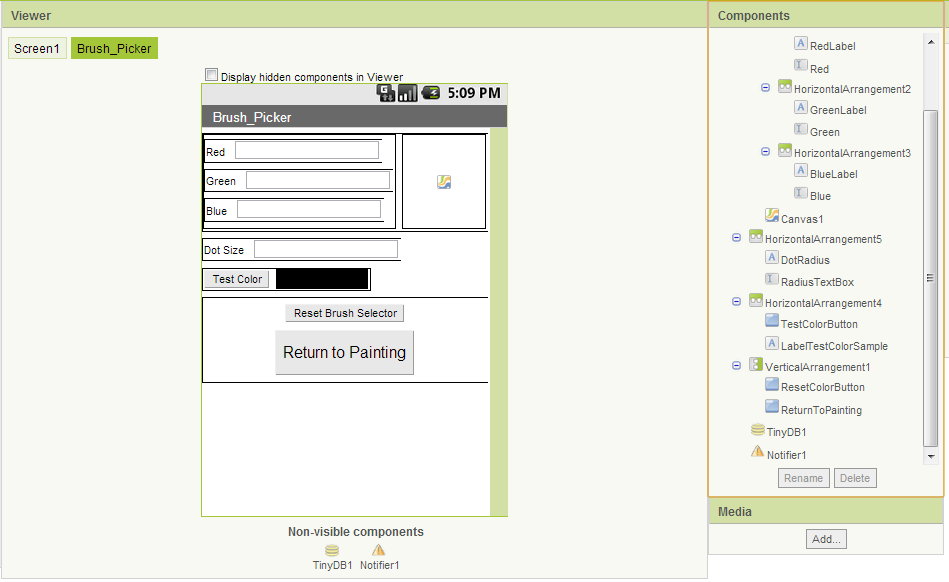 Viewer
Screen1 Brush_Picker
Display hidden components in Viewer
5:09 PM
Brush_Picker
Red
Green
Blue
Dot Size
Test Color
Reset Brush Selector
Return to Painting
Non-visible components
TinyDB1 Notifier1
Components
RedLabel
Red
HorizontalArrangement2
GreenLabel
Green
HorizontalArrangement3
BlueLabel
Blue
Canvas1
HorizontalArrangement5
DotRadius
RadiusTextBox
HorizontalArrangement4
TestColorButton
LabelTestColorSample
VerticalArrangement1
ResetColorButton
ReturnToPainting
TinyDB1
Notifier1
Rename Delete
Media
Add...